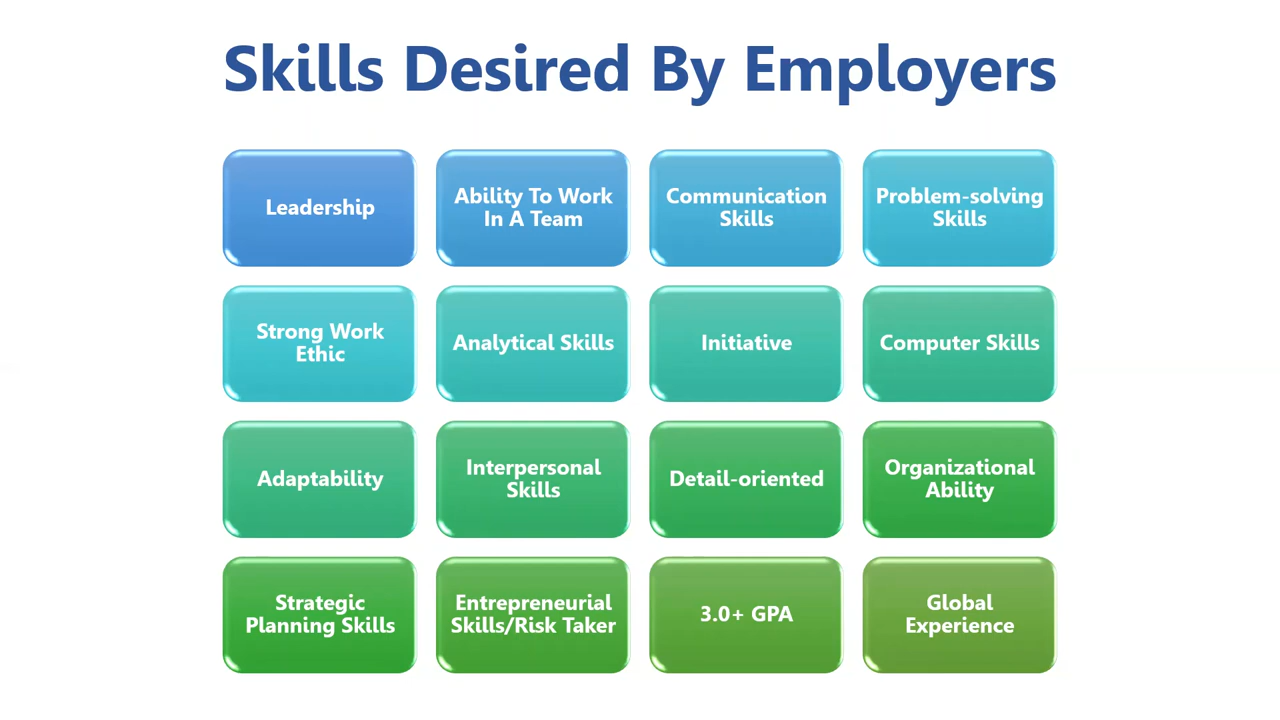 Skills Desired By Employers
Leadership
Ability To Work
In A Team
Communication
Skills
Problem-solving
Skills
Strong Work
Ethic
Analytical Skills
Initiative
Computer Skills
Adaptability
Interpersonal
Skills
Detail-oriented
Organizational
Ability
Strategic
Planning Skills
Entrepreneurial
Skills/Risk Taker
3.0+ GPA
Global
Experience